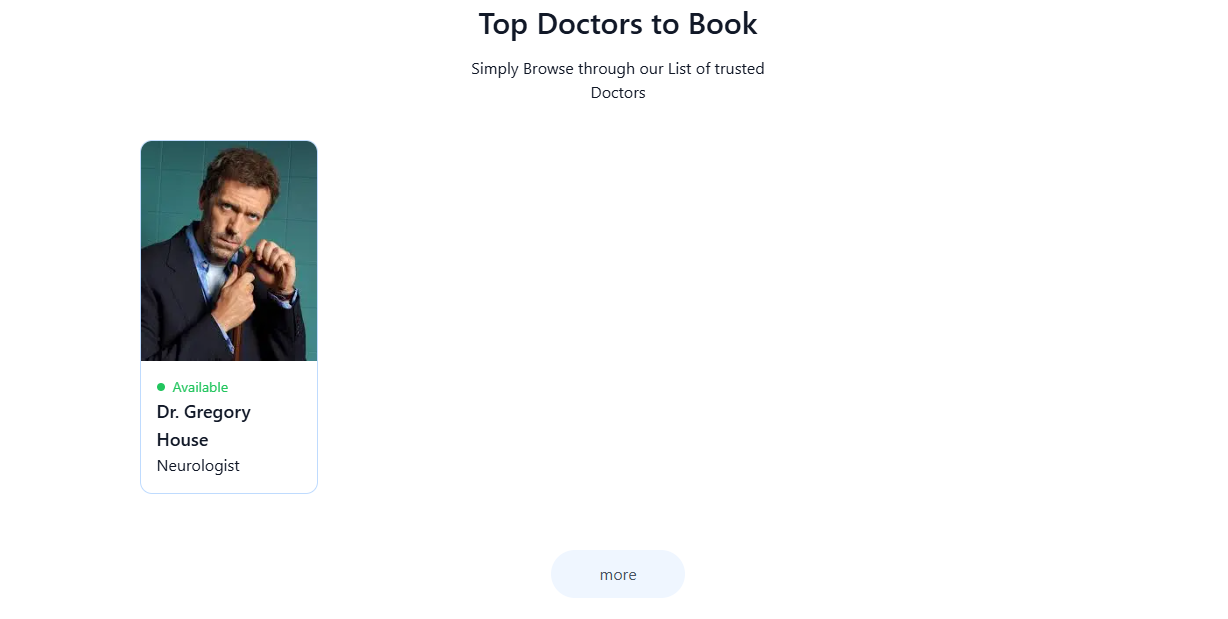 Top Doctors to Book
Simply Browse through our List of trusted
Doctors
Available
Dr. Gregory
House
Neurologist
more